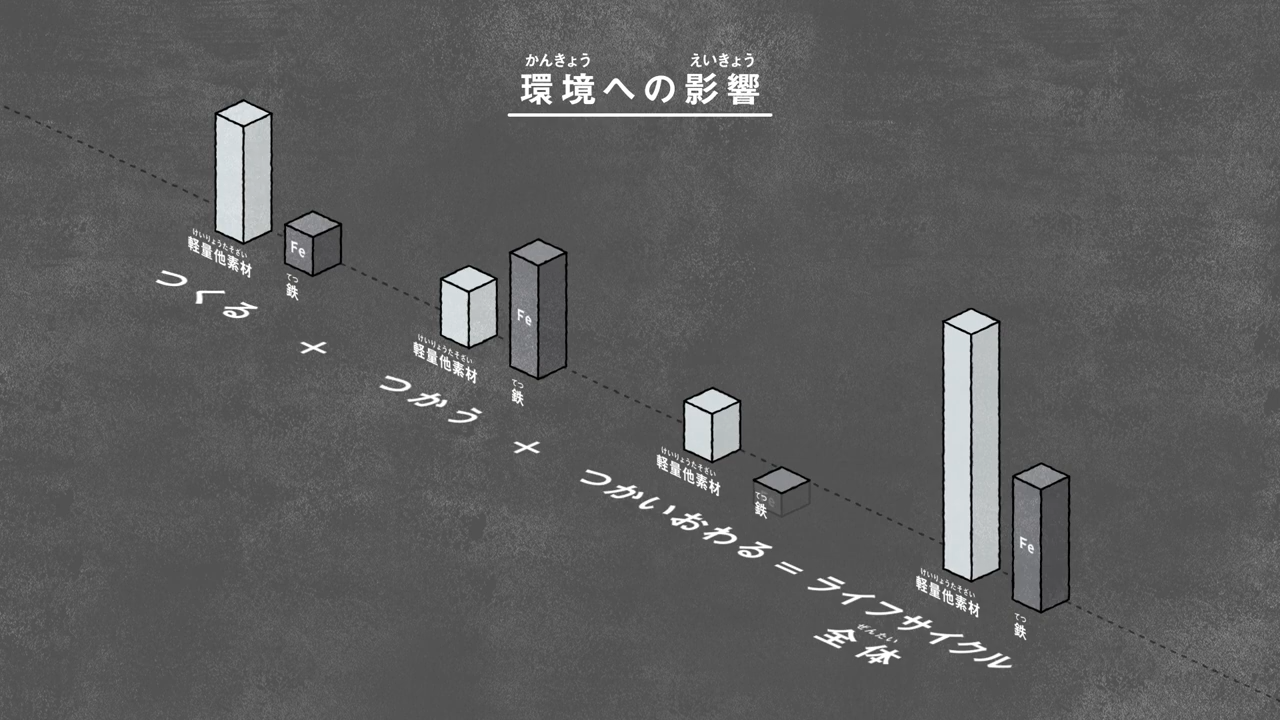 かんきょう えいきょう
環境への影響
Fe
けいりょうたそざい
軽量他素材
てつ
鉄
つくる
×
Fe
けいりょうたそざい
軽量他素材
てつ
鉄
つかう
×
けいりょうたそざい
軽量他素材
てつ
鉄
つかいおわる
=
Fe
けいりょうたそざい
軽量他素材
てつ
鉄
ライフサイクル
ぜんたい
全体